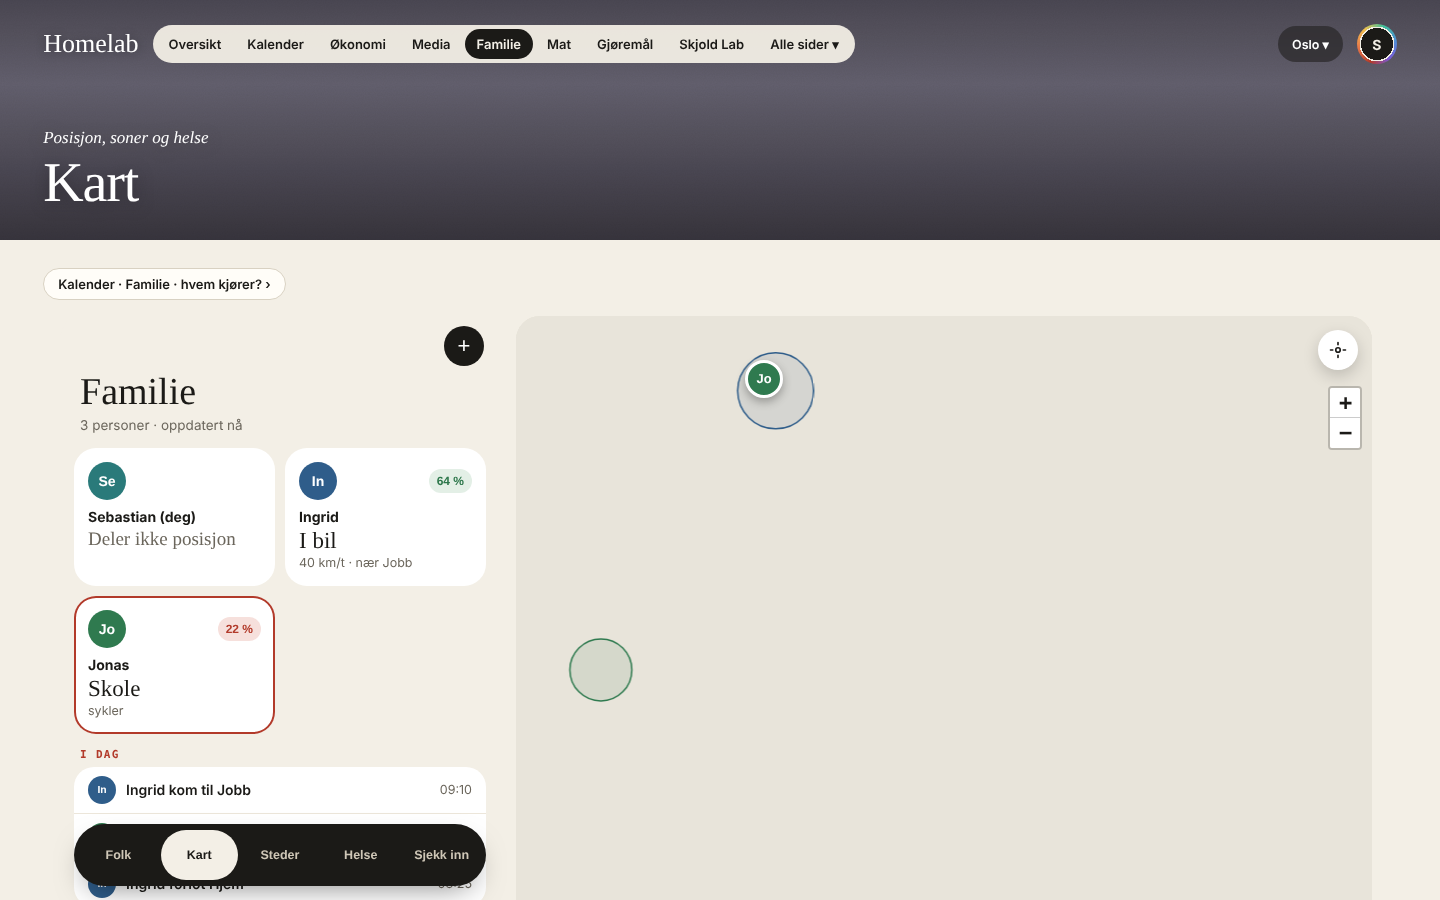 Homelab
Oversikt Kalender Økonomi Media Familie Mat Gjøremål Skjold Lab Alle sider ▾
Oslo ▾
S
Posisjon, soner og helse
Kart
Kalender · Familie · hvem kjører? ›
+
Familie
3 personer · oppdatert nå
Se
Sebastian (deg)
Deler ikke posisjon
In
64 %
Ingrid
I bil
40 km/t · nær Jobb
Jo
22 %
Jonas
Skole
sykler
I DAG
In Ingrid kom til Jobb 09:10
Folk Kart Steder Helse Sjekk inn
Jo
+
−